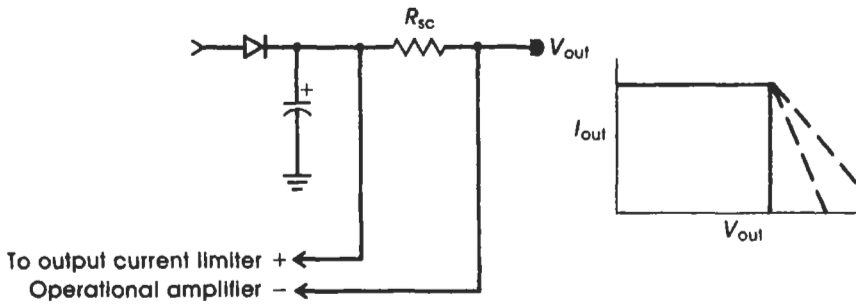 R_sc
V_out
+
I_out
V_out
To output current limiter +
Operational amplifier −